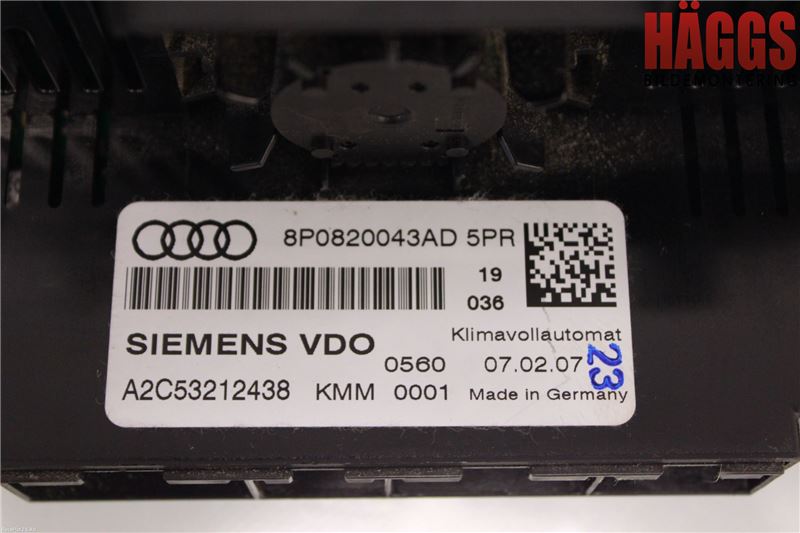 HÄGGS
BILDEMONTERING
8P0820043AD 5PR
19
036
SIEMENS VDO
Klimavollautomat
0560 07.02.07
23
A2C53212438 KMM 0001 Made in Germany